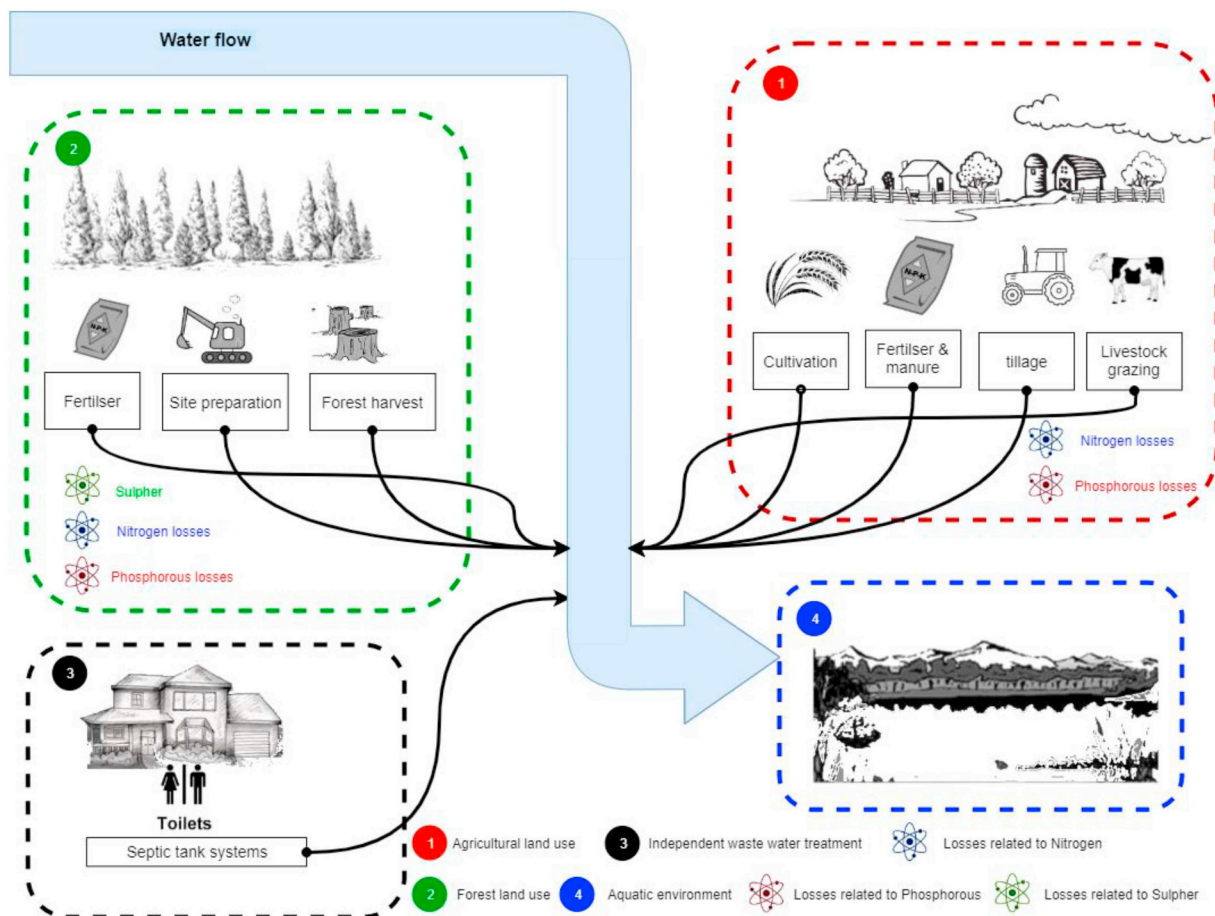 Water flow
1
2
N-P-K
N-P-K
Cultivation
Fertilser &
manure
tillage
Livestock
grazing
Fertilser
Site preparation
Forest harvest
Nitrogen losses
Phosphorous losses
Sulpher
Nitrogen losses
Phosphorous losses
4
3
Toilets
Septic tank systems
1 Agricultural land use
3 Independent waste water treatment
Losses related to Nitrogen
2 Forest land use
4 Aquatic environment
Losses related to Phosphorous
Losses related to Sulpher